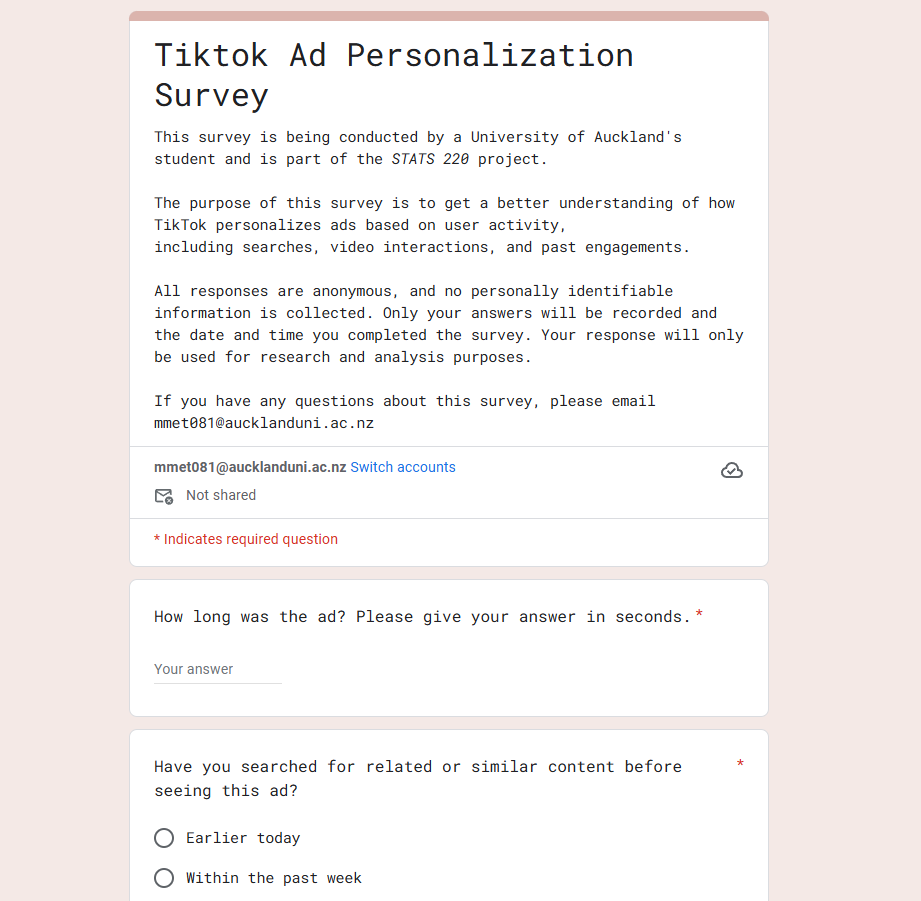 Tiktok Ad Personalization
Survey
This survey is being conducted by a University of Auckland's
student and is part of the STATS 220 project.
The purpose of this survey is to get a better understanding of how
TikTok personalizes ads based on user activity,
including searches, video interactions, and past engagements.
All responses are anonymous, and no personally identifiable
information is collected. Only your answers will be recorded and
the date and time you completed the survey. Your response will only
be used for research and analysis purposes.
If you have any questions about this survey, please email
mmet081@aucklanduni.ac.nz
mmet081@aucklanduni.ac.nz Switch accounts
Not shared
* Indicates required question
How long was the ad? Please give your answer in seconds. *
Your answer
Have you searched for related or similar content before *
seeing this ad?
Earlier today
Within the past week